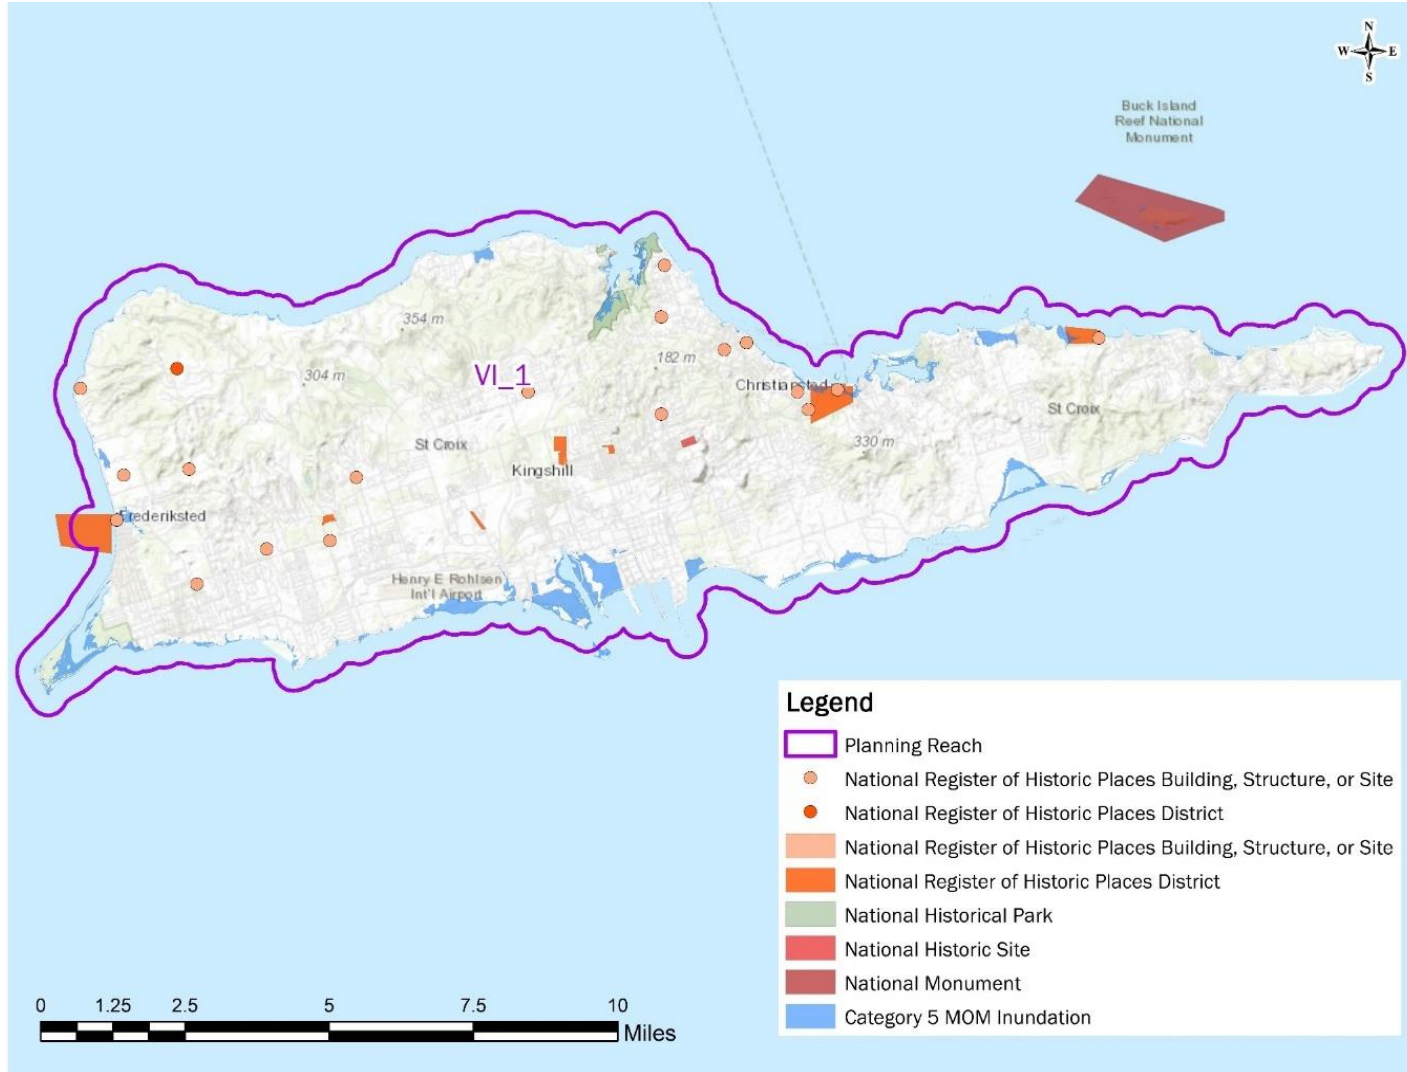 N
W E
S
Buck Island
Reef National
Monument
354 m
304 m
VI_1
182 m
Christiansted
St Croix
St Croix
330 m
Kingshill
Frederiksted
Henry E Rohlsen
Int'l Airport
Legend
Planning Reach
National Register of Historic Places Building, Structure, or Site
National Register of Historic Places District
National Register of Historic Places Building, Structure, or Site
National Register of Historic Places District
National Historical Park
National Historic Site
National Monument
Category 5 MOM Inundation
0 1.25 2.5 5 7.5 10
Miles